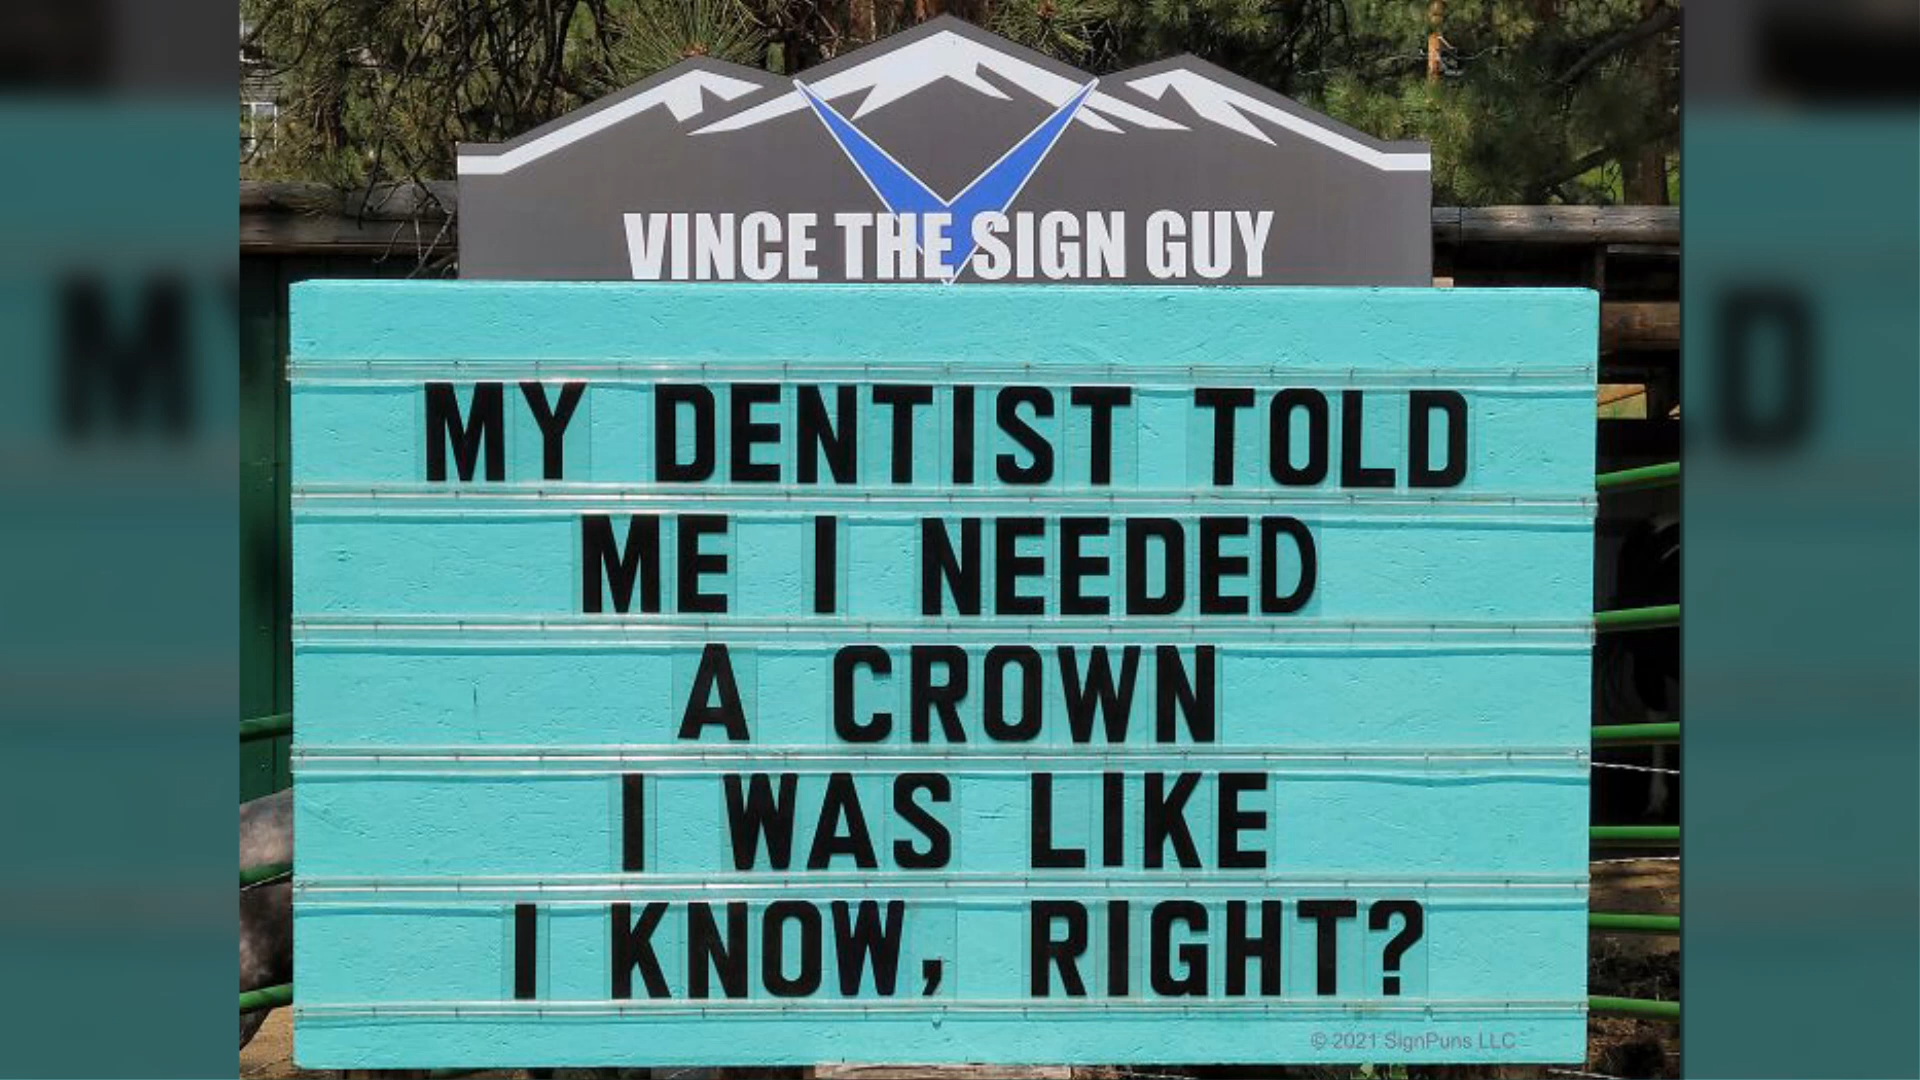 VINCE THE SIGN GUY
MY DENTIST TOLD
ME I NEEDED
A CROWN
I WAS LIKE
I KNOW, RIGHT?
© 2021 SignPuns LLC